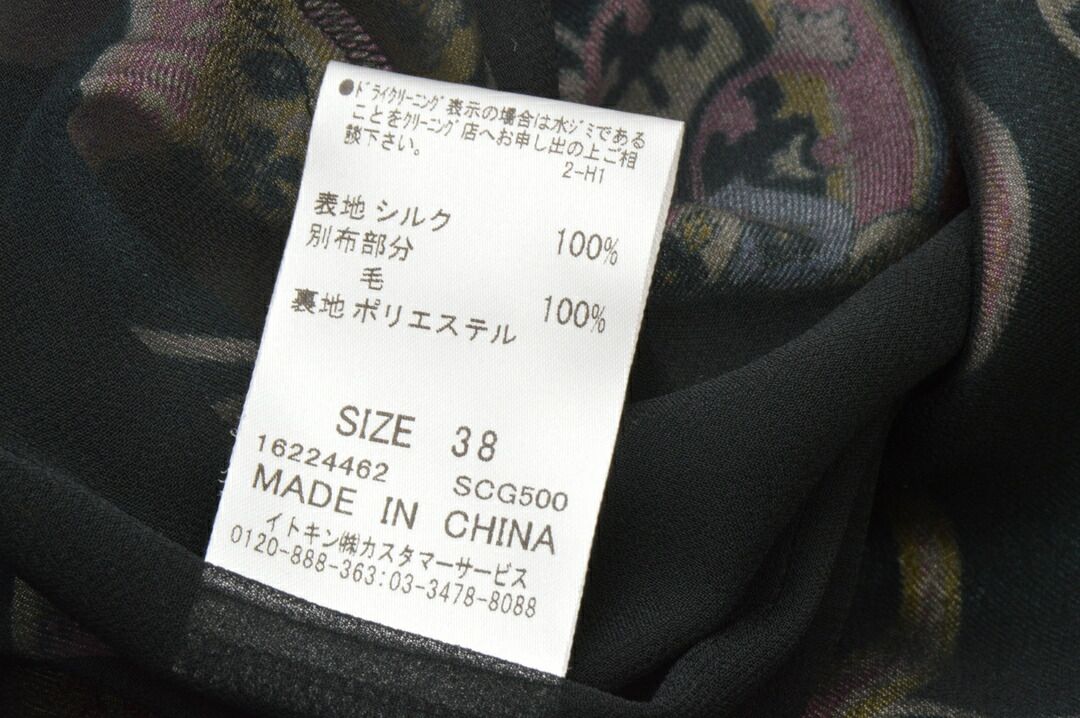 ●ドライクリーニング表示の場合は水ジミである
ことをクリーニング店へお申し出の上ご相
談下さい。
2-H1
表地 シルク 100%
別布部分
毛 100%
裏地 ポリエステル
SIZE 38
16224462 SCG500
MADE IN CHINA
イトキン㈱カスタマーサービス
0120-888-363:03-3478-8088